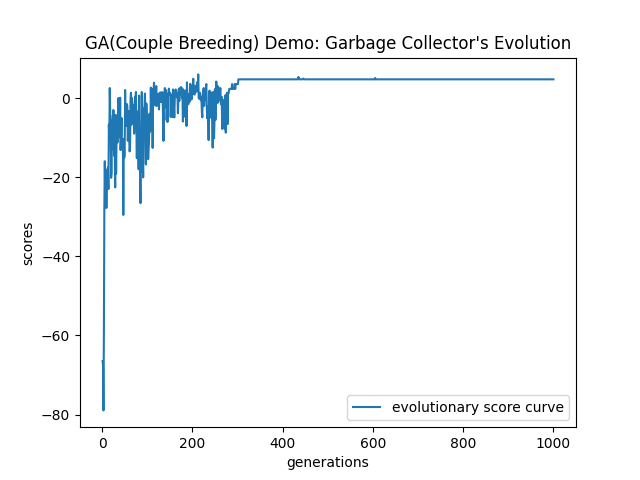 GA(Couple Breeding) Demo: Garbage Collector's Evolution
0
−20
−40
−60
−80
scores
0 200 400 600 800 1000
generations
evolutionary score curve